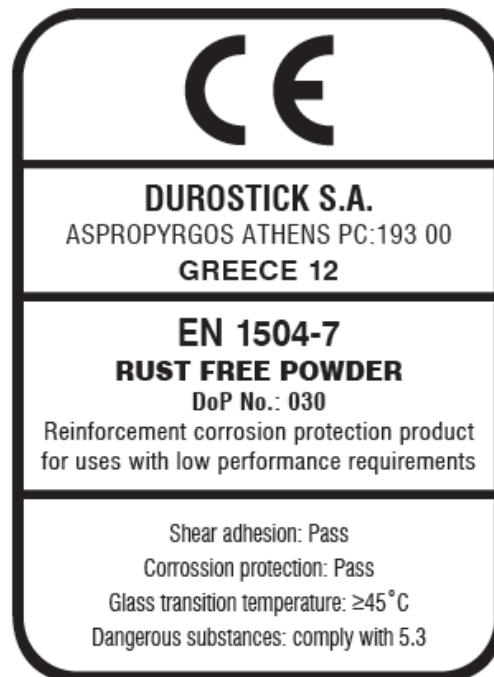 CE
DUROSTICK S.A.
ASPROPYRGOS ATHENS PC:193 00
GREECE 12
EN 1504-7
RUST FREE POWDER
DoP No.: 030
Reinforcement corrosion protection product
for uses with low performance requirements
Shear adhesion: Pass
Corrossion protection: Pass
Glass transition temperature: ≥45˚C
Dangerous substances: comply with 5.3